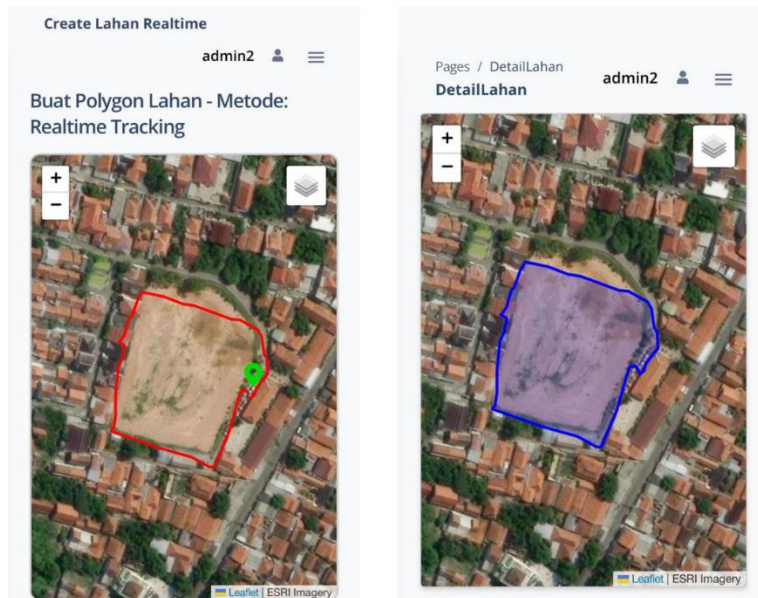 Create Lahan Realtime
admin2
Buat Polygon Lahan - Metode:
Realtime Tracking
+
−
Leaflet | ESRI Imagery
Pages / DetailLahan
DetailLahan
admin2
+
−
Leaflet | ESRI Imagery